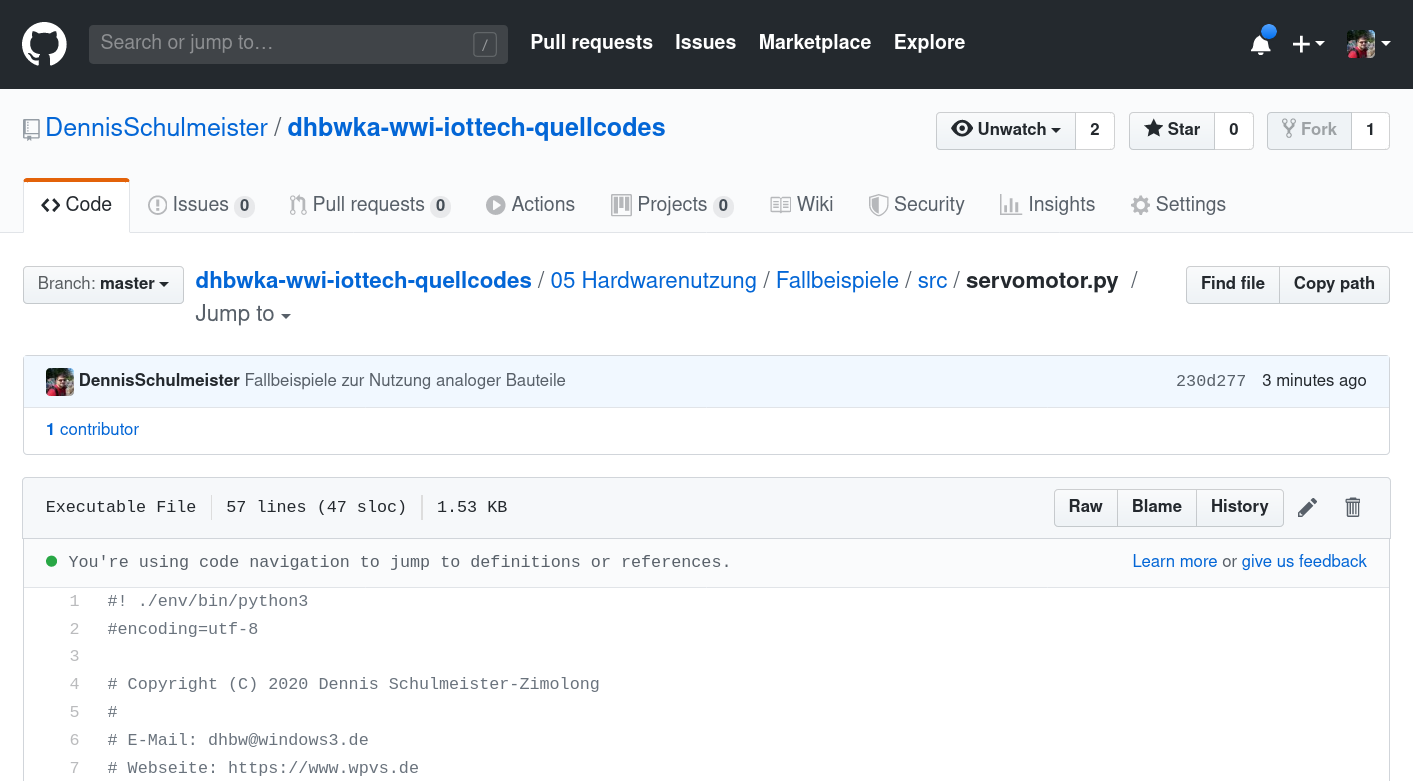 Search or jump to… /
Pull requests Issues Marketplace Explore
DennisSchulmeister / dhbwka-wwi-iottech-quellcodes
Unwatch 2 Star 0 Fork 1
Code Issues 0 Pull requests 0 Actions Projects 0 Wiki Security Insights Settings
Branch: master dhbwka-wwi-iottech-quellcodes / 05 Hardwarenutzung / Fallbeispiele / src / servomotor.py /
Jump to
Find file Copy path
DennisSchulmeister Fallbeispiele zur Nutzung analoger Bauteile 230d277 3 minutes ago
1 contributor
Executable File 57 lines (47 sloc) 1.53 KB Raw Blame History
You're using code navigation to jump to definitions or references. Learn more or give us feedback
1 #! ./env/bin/python3
2 #encoding=utf-8
3
4 # Copyright (C) 2020 Dennis Schulmeister-Zimolong
5 #
6 # E-Mail: dhbw@windows3.de
7 # Webseite: https://www.wpvs.de